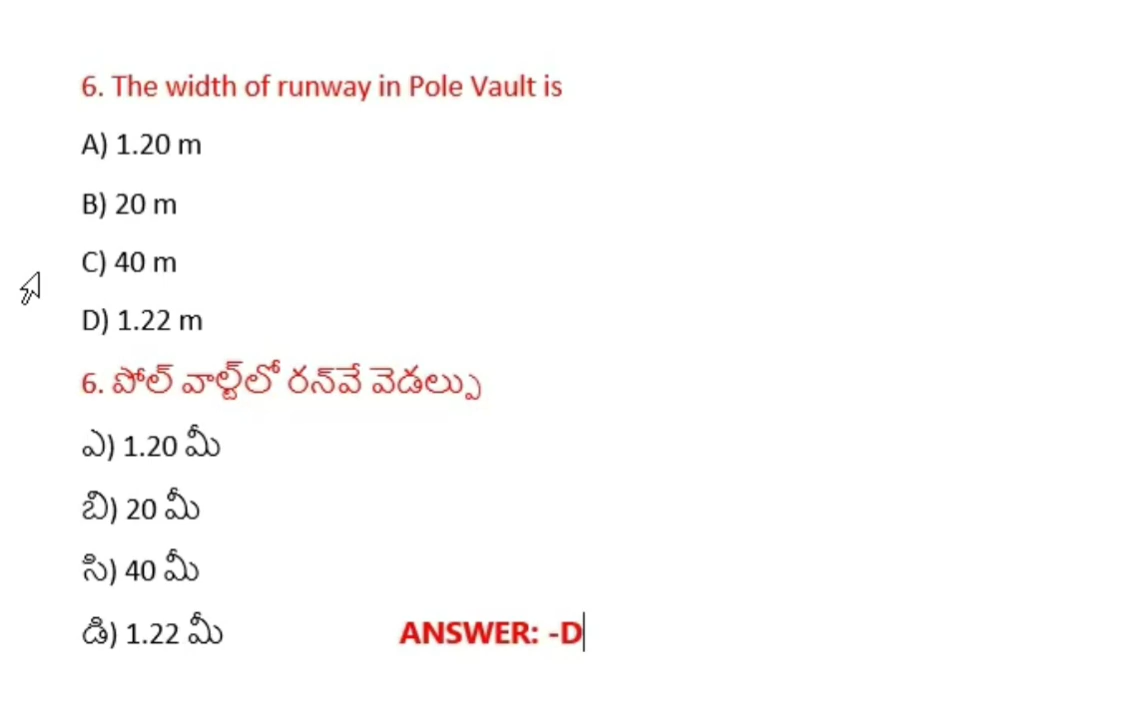 6. The width of runway in Pole Vault is
A) 1.20 m
B) 20 m
C) 40 m
D) 1.22 m
6. పోల్ వాల్ట్‌లో రన్‌వే వెడల్పు
ఎ) 1.20 మీ
బి) 20 మీ
సి) 40 మీ
డి) 1.22 మీ ANSWER: -D